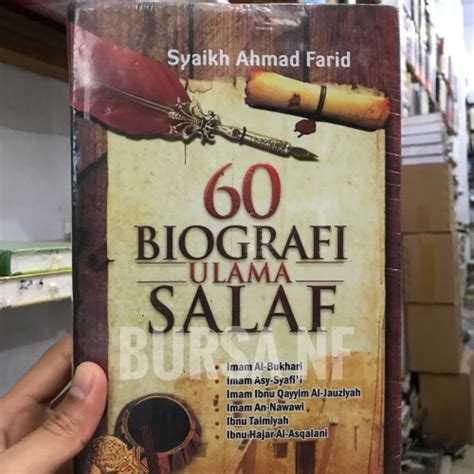 Syaikh Ahmad Farid
60
BIOGRAFI
ULAMA
SALAF
BURSA NF
Imam Al-Bukhari
Imam Asy-Syafi'i
Imam Ibnu Qayyim Al-Jauziyah
Imam An-Nawawi
Ibnu Taimiyah
Ibnu Hajar Al-Asqalani